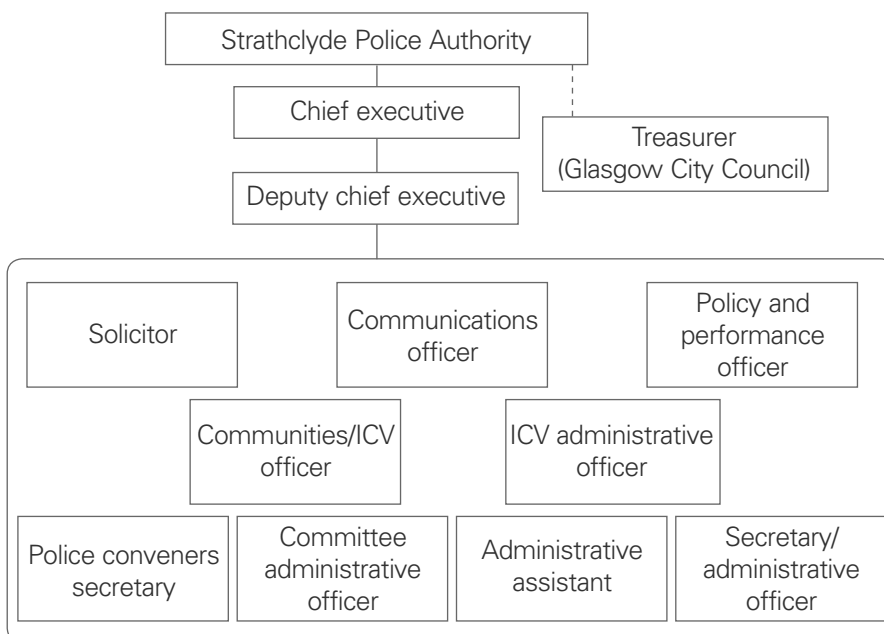 Strathclyde Police Authority
Chief executive
Treasurer
(Glasgow City Council)
Deputy chief executive
Solicitor
Communications
officer
Policy and
performance
officer
Communities/ICV
officer
ICV administrative
officer
Police conveners
secretary
Committee
administrative
officer
Administrative
assistant
Secretary/
administrative
officer